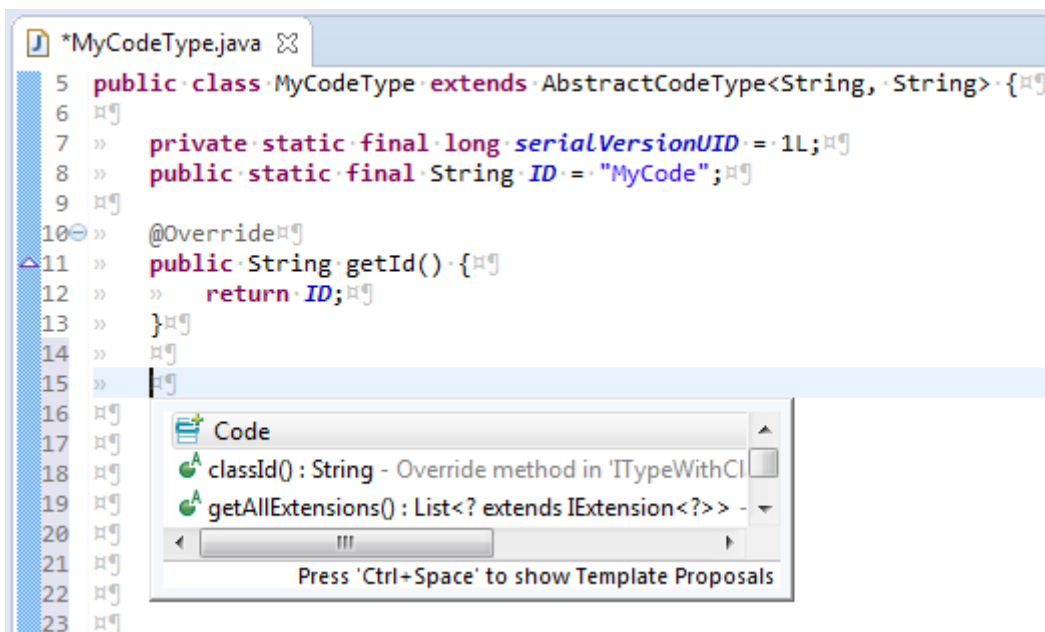 *MyCodeType.java
5 public class MyCodeType extends AbstractCodeType<String, String> {¤¶
6 ¤¶
7 » private static final long serialVersionUID = 1L;¤¶
8 » public static final String ID = "MyCode";¤¶
9 ¤¶
10 » @Override¤¶
11 » public String getId() {¤¶
12 » » return ID;¤¶
13 » }¤¶
14 » ¤¶
15 » ¤¶
16 ¤¶
Code
17 ¤¶
18 ¤¶
classId() : String - Override method in 'ITypeWithCl
19 ¤¶
getAllExtensions() : List<? extends IExtension<?>> -
20 ¤¶
21 ¤¶
Press 'Ctrl+Space' to show Template Proposals
22 ¤¶
23 ¤¶